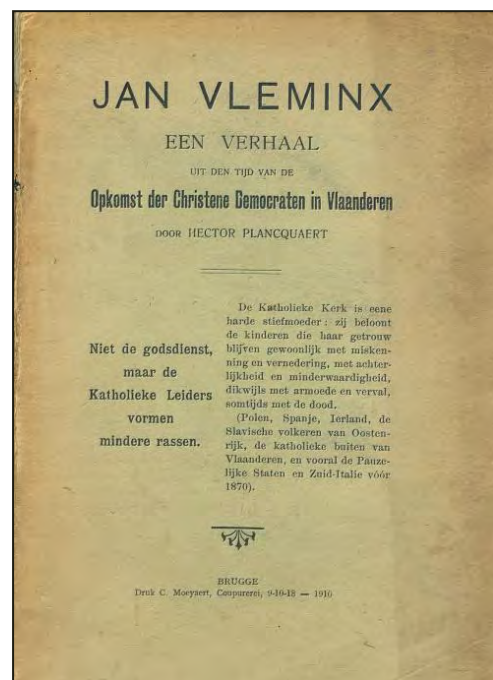 JAN VLEMINX
EEN VERHAAL
UIT DEN TIJD VAN DE
Opkomst der Christene Democraten in Vlaanderen
DOOR HECTOR PLANCQUAERT
Niet de godsdienst,
maar de
Katholieke Leiders
vormen
mindere rassen.
De Katholieke Kerk is eene
harde stiefmoeder : zij beloont
de kinderen die haar getrouw
blijven gewoonlijk met misken-
ning en vernedering, met achter-
lijkheid en minderwaardigheid,
dikwijls met armoede en verval,
somtijds met de dood.
(Polen, Spanje, Ierland, de
Slavische volkeren van Oosten-
rijk, de katholieke buiten van
Vlaanderen, en vooral de Pauze-
lijke Staten en Zuid-Italie vóór
1870).
BRUGGE
Druk C. Moeyaert, Coupurerei, 9-10-18 — 1910